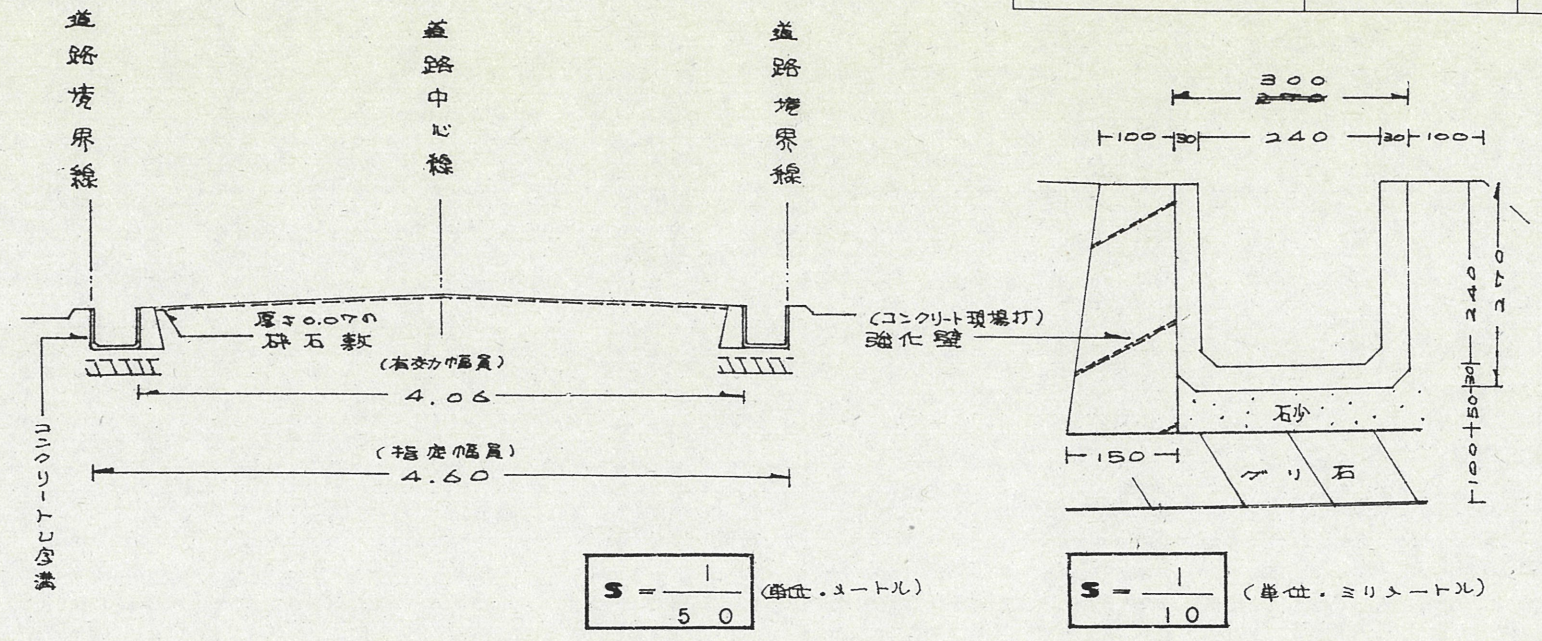 道路境界線
道路中心線
道路境界線
厚さ0.07の
砕石敷
(有効幅員)
4.06
(指定幅員)
4.60
コンクリートU字溝
S = 1/50
(単位・メートル)
300
270
100 30 240 30 100
(コンクリート現場打)
強化壁
240
270
30
50
100
砂
グリ石
150
S = 1/10
(単位・ミリメートル)